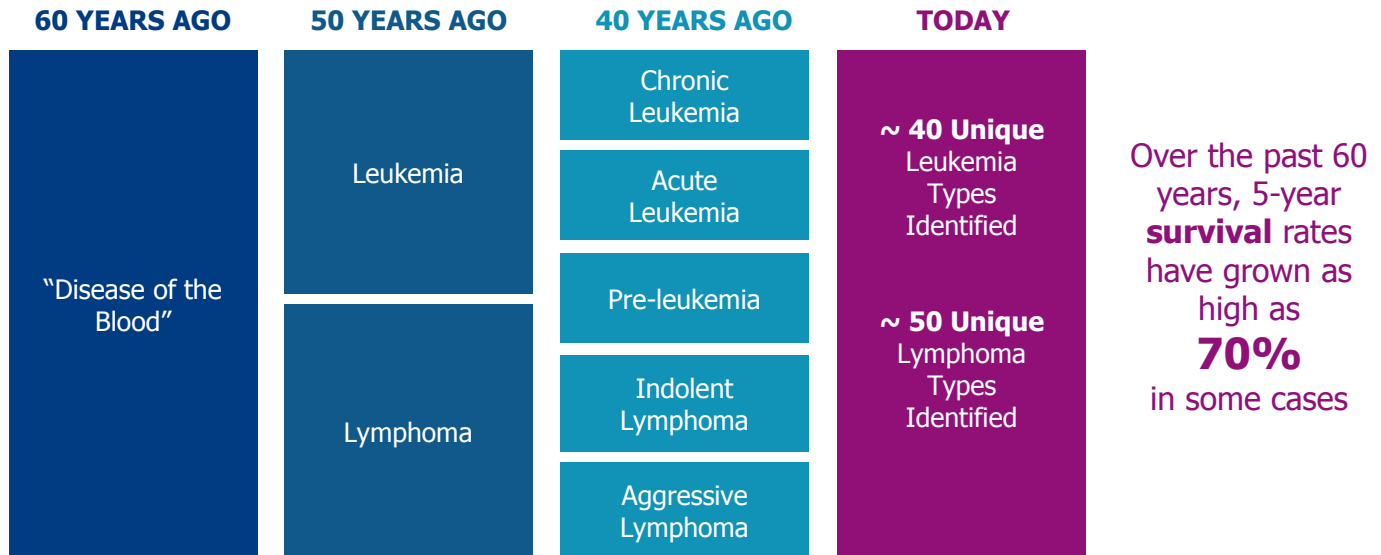 60 YEARS AGO
50 YEARS AGO
40 YEARS AGO
TODAY
“Disease of the
Blood”
Leukemia
Lymphoma
Chronic
Leukemia
Acute
Leukemia
Pre-leukemia
Indolent
Lymphoma
Aggressive
Lymphoma
~ 40 Unique
Leukemia
Types
Identified
~ 50 Unique
Lymphoma
Types
Identified
Over the past 60
years, 5-year
survival rates
have grown as
high as
70%
in some cases